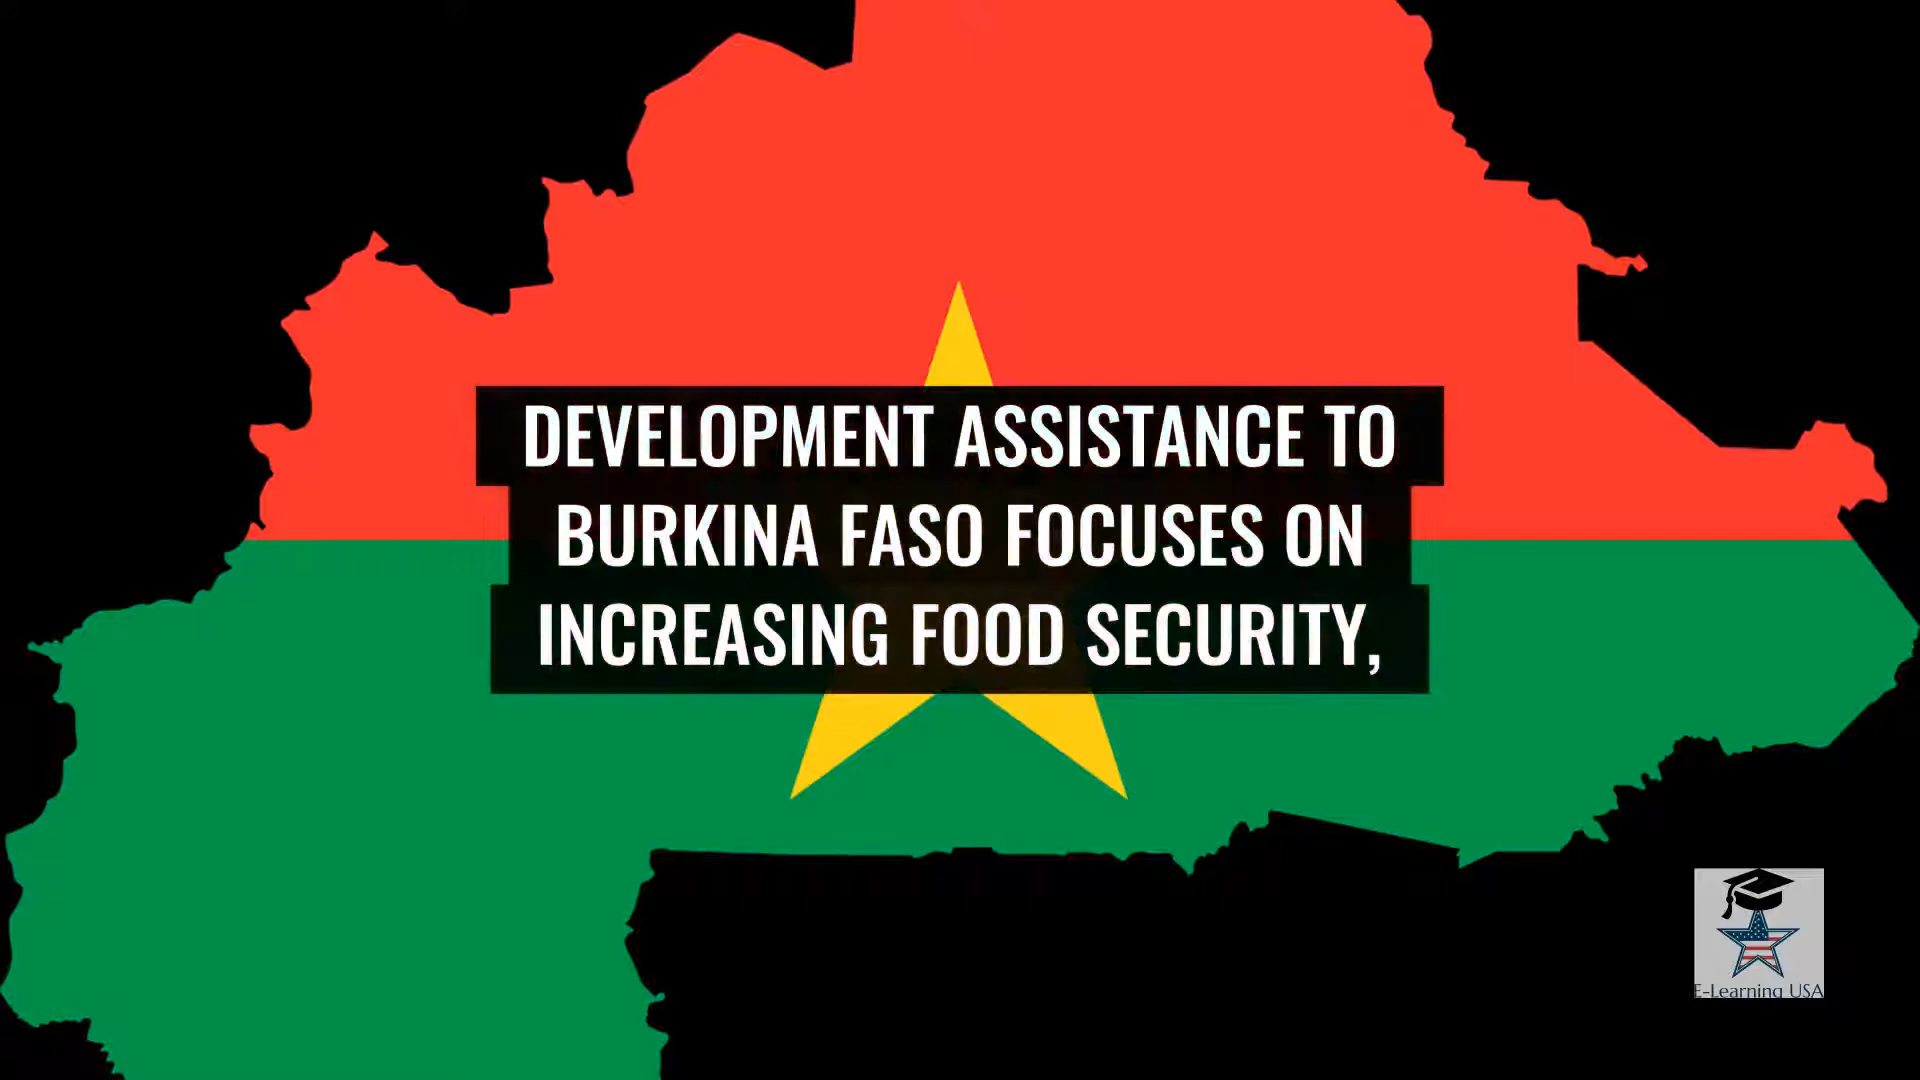 DEVELOPMENT ASSISTANCE TO
BURKINA FASO FOCUSES ON
INCREASING FOOD SECURITY,
E-Learning USA